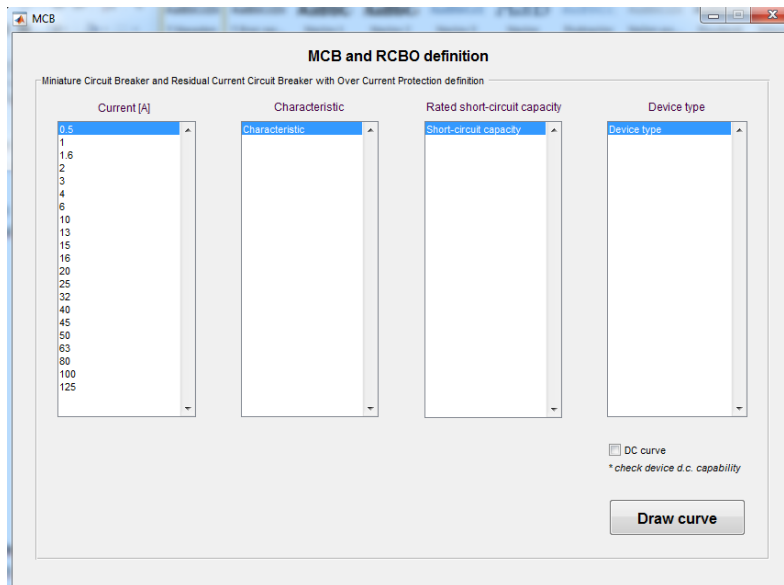 MCB
MCB and RCBO definition
Miniature Circuit Breaker and Residual Current Circuit Breaker with Over Current Protection definition
Current [A]
Characteristic
Rated short-circuit capacity
Device type
0.5
1
1.6
2
3
4
6
10
13
15
16
20
25
32
40
45
50
63
80
100
125
Characteristic
Short-circuit capacity
Device type
DC curve
* check device d.c. capability
Draw curve